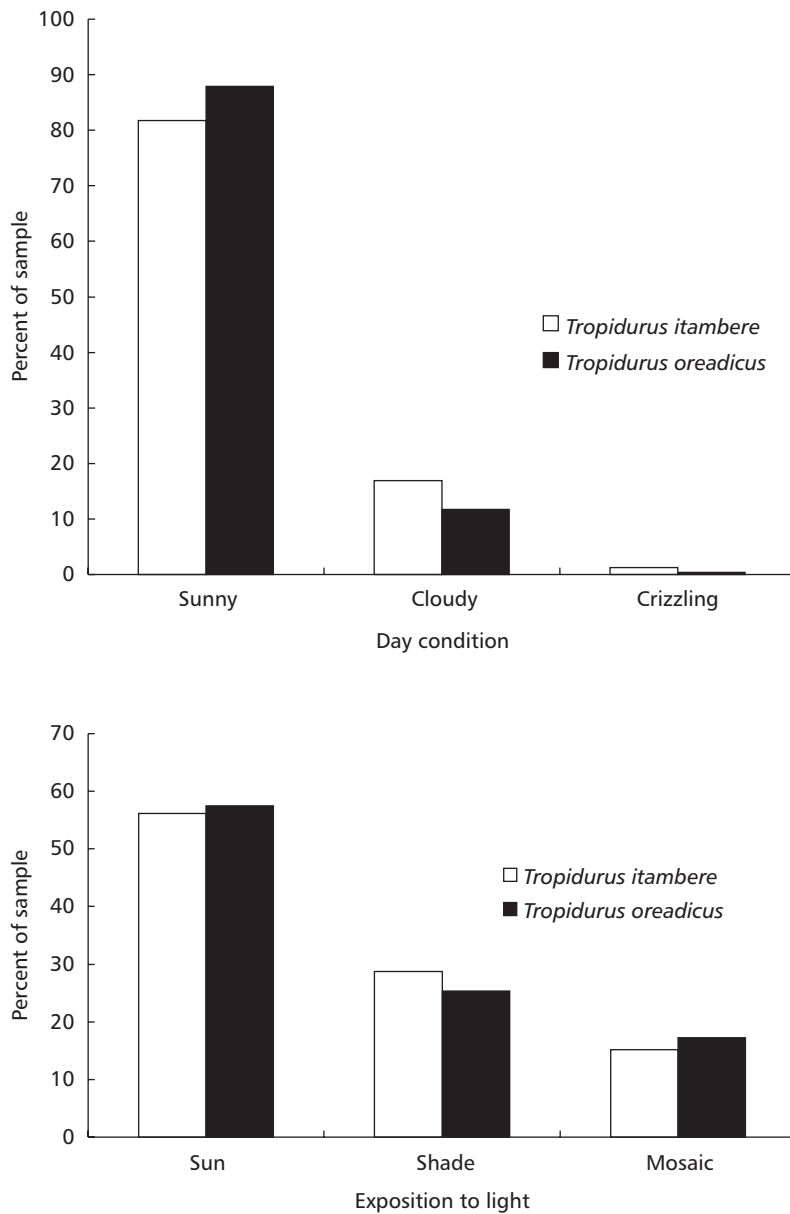 100
90
80
70
60
50
40
30
20
10
0
Percent of sample
Tropidurus itambere
Tropidurus oreadicus
Sunny Cloudy Crizzling
Day condition
70
60
50
40
30
20
10
0
Percent of sample
Tropidurus itambere
Tropidurus oreadicus
Sun Shade Mosaic
Exposition to light